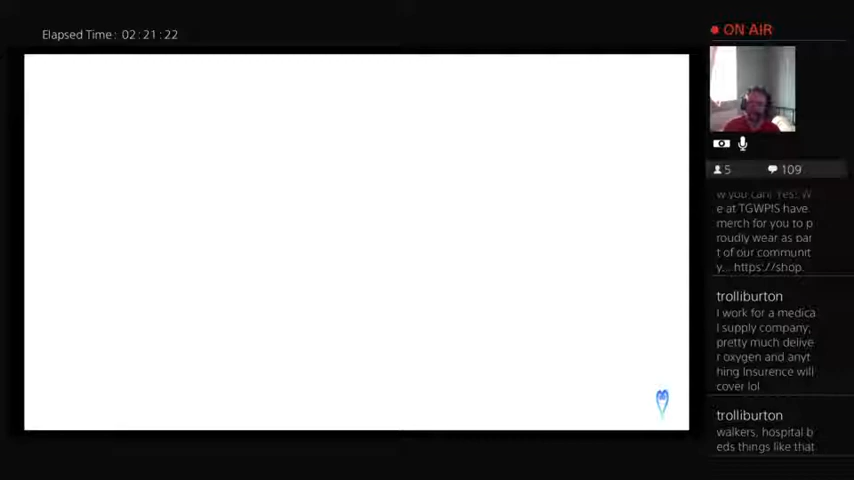 Elapsed Time: 02:21:22
ON AIR
5 109
w you can! Yes! W
e at TGWPIS have
merch for you to p
roudly wear as par
t of our communit
y... https://shop.
trolliburton
I work for a medica
l supply company;
pretty much delive
r oxygen and anyt
hing Insurence will
cover lol
trolliburton
walkers, hospital b
eds things like that